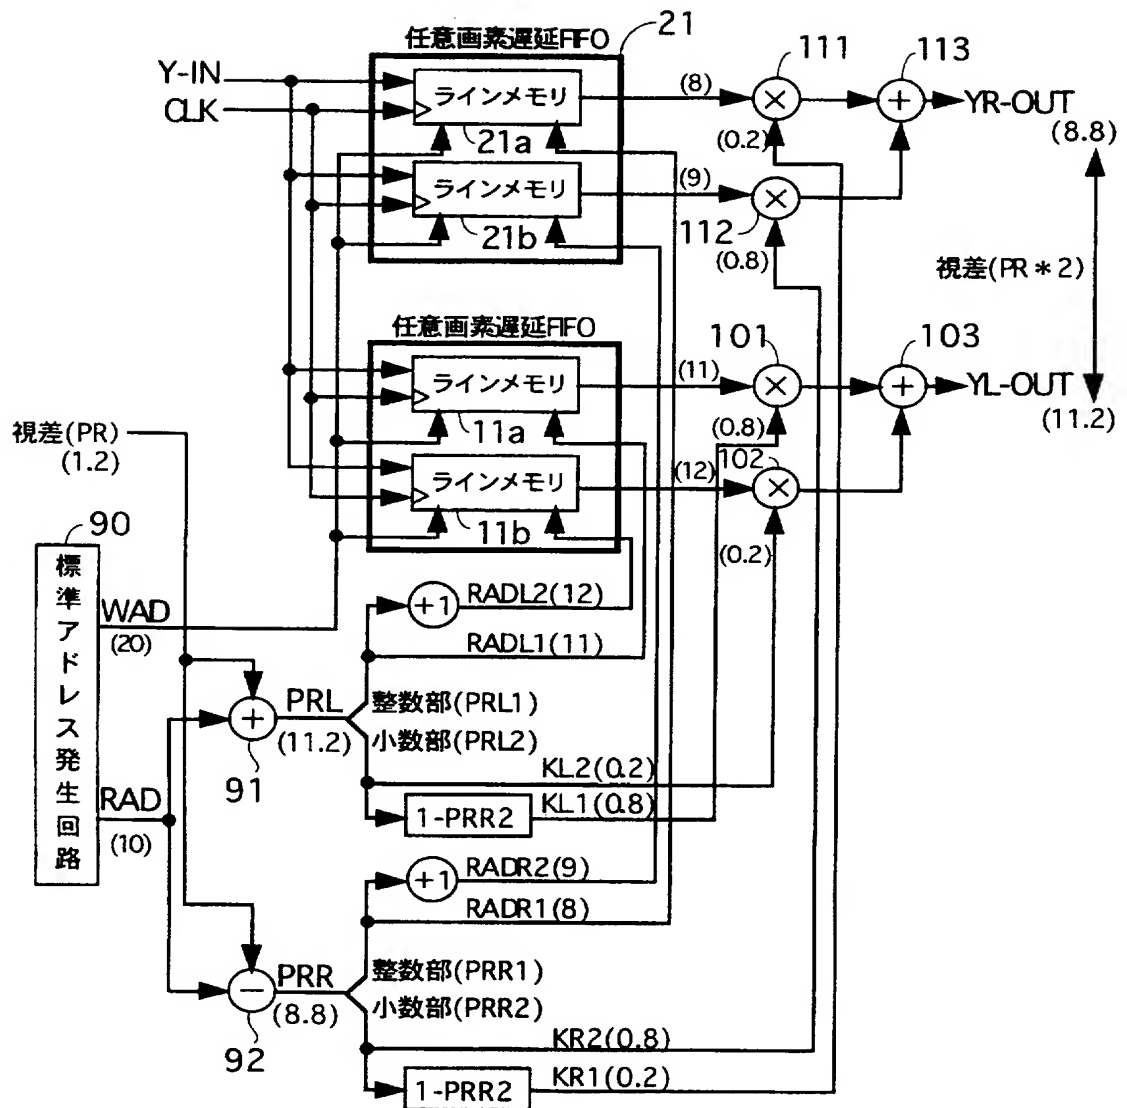 任意画素遅延FIFO
21
Y-IN
CLK
ラインメモリ
21a
ラインメモリ
21b
(8)
(0.2)
111
113
YR-OUT
(8.8)
(9)
112
(0.8)
視差(PR*2)
任意画素遅延FIFO
ラインメモリ
11a
ラインメモリ
11b
(11)
(0.8)
101
103
YL-OUT
(11.2)
(12)
102
(0.2)
視差(PR)
(1.2)
90
標準アドレス発生回路
WAD
(20)
RAD
(10)
+1
RADL2(12)
RADL1(11)
+
91
PRL
(11.2)
整数部(PRL1)
小数部(PRL2)
KL2(0.2)
1-PRR2
KL1(0.8)
+1
RADR2(9)
RADR1(8)
−
92
PRR
(8.8)
整数部(PRR1)
小数部(PRR2)
KR2(0.8)
1-PRR2
KR1(0.2)